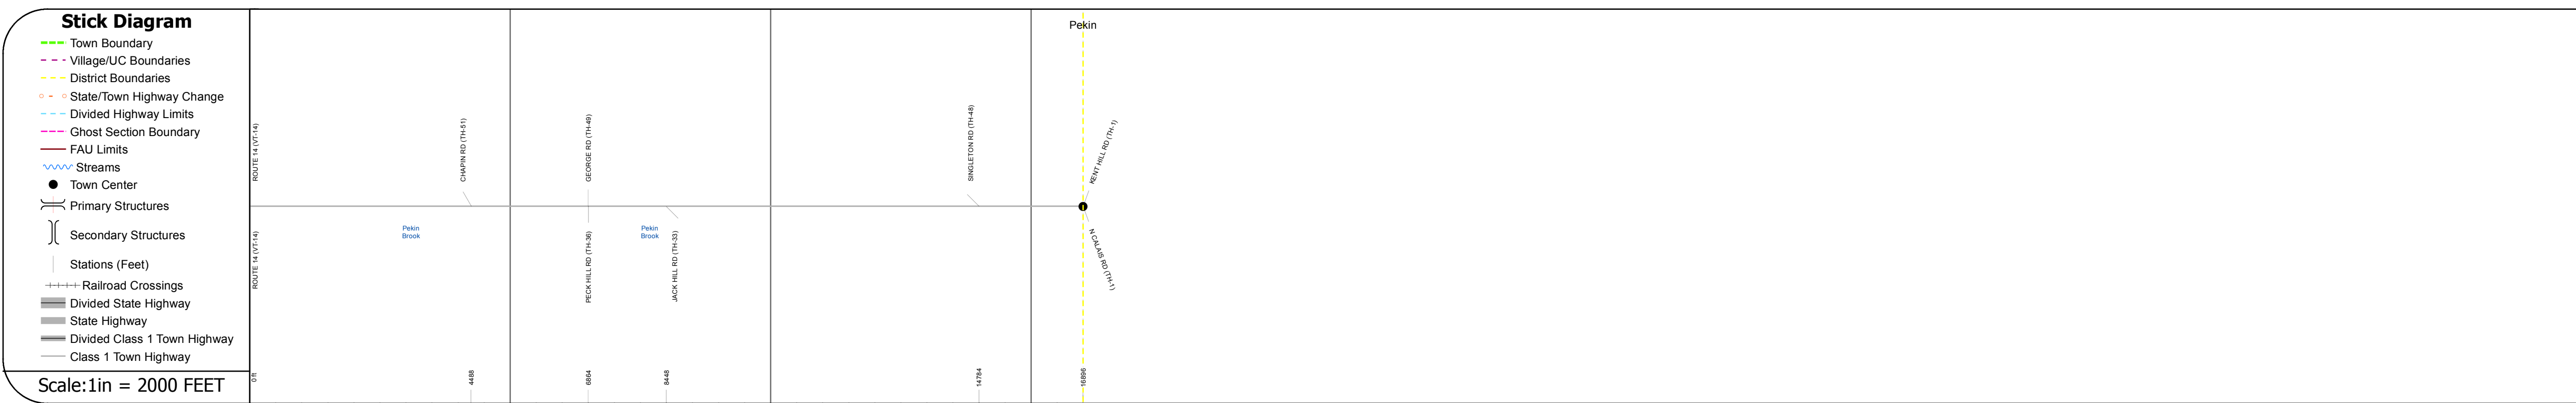 Stick Diagram
Town Boundary
Village/UC Boundaries
District Boundaries
State/Town Highway Change
Divided Highway Limits
Ghost Section Boundary
FAU Limits
Streams
Town Center
Primary Structures
Secondary Structures
Stations (Feet)
Railroad Crossings
Divided State Highway
State Highway
Divided Class 1 Town Highway
Class 1 Town Highway
Scale:1in = 2000 FEET
Pekin
ROUTE 14 (VT-14)
CHAPIN RD (TH-51)
GEORGE RD (TH-49)
SINGLETON RD (TH-48)
KENT HILL RD (TH-1)
ROUTE 14 (VT-14)
Pekin
Brook
PECK HILL RD (TH-36)
Pekin
Brook
JACK HILL RD (TH-33)
N CALAIS RD (TH-1)
0 ft
4488
6864
8448
14784
16896